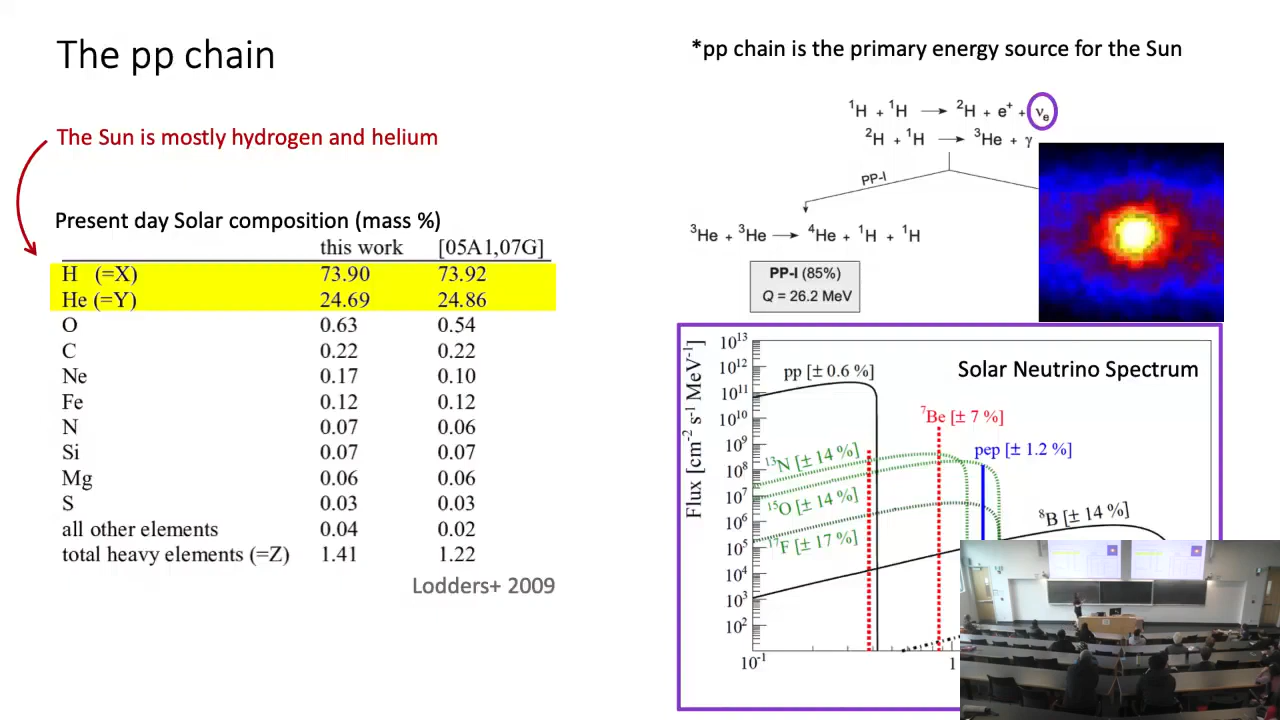 The pp chain
The Sun is mostly hydrogen and helium
Present day Solar composition (mass %)
this work [05A1,07G]
H (=X) 73.90 73.92
He (=Y) 24.69 24.86
O 0.63 0.54
C 0.22 0.22
Ne 0.17 0.10
Fe 0.12 0.12
N 0.07 0.06
Si 0.07 0.07
Mg 0.06 0.06
S 0.03 0.03
all other elements 0.04 0.02
total heavy elements (=Z) 1.41 1.22
Lodders+ 2009
*pp chain is the primary energy source for the Sun
¹H + ¹H → ²H + e⁺ + νₑ
²H + ¹H → ³He + γ
PP-I
³He + ³He → ⁴He + ¹H + ¹H
PP-I (85%)
Q = 26.2 MeV
Solar Neutrino Spectrum
Flux [cm⁻² s⁻¹ MeV⁻¹]
10¹³
10¹²
10¹¹
10¹⁰
10⁹
10⁸
10⁷
10⁶
10⁵
10⁴
10³
10²
pp [± 0.6 %]
⁷Be [± 7 %]
pep [± 1.2 %]
¹³N [± 14 %]
¹⁵O [± 14 %]
¹⁷F [± 17 %]
⁸B [± 14 %]
10⁻¹ 1